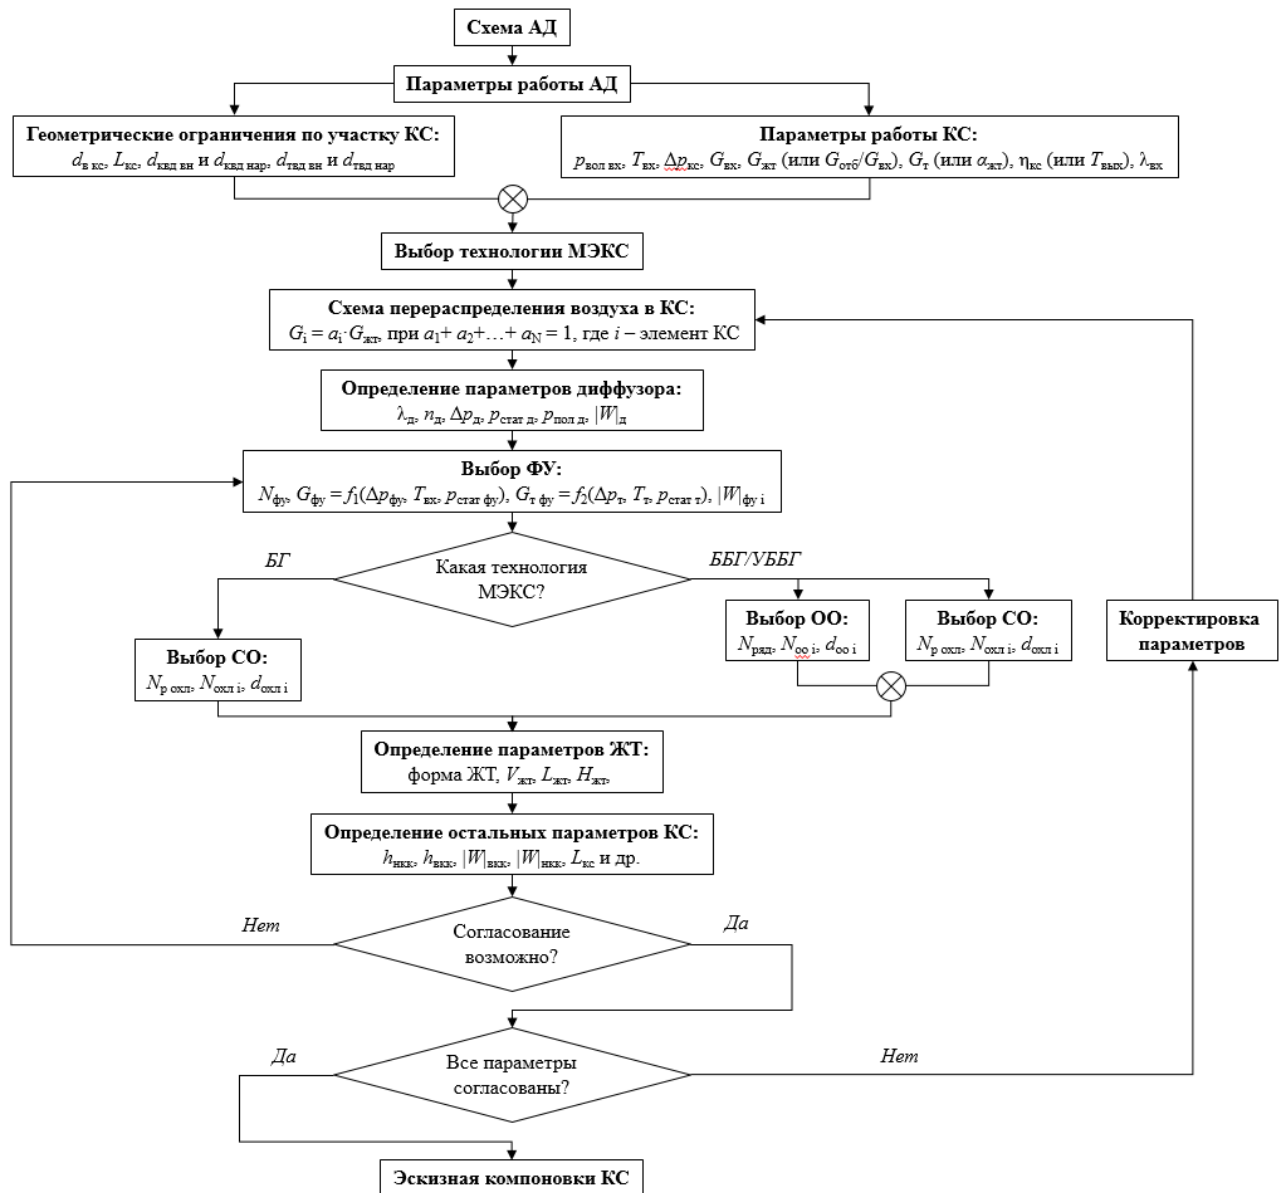 Схема АД
Параметры работы АД
Геометрические ограничения по участку КС:
dв кс, Lкс, dквд вн и dквд нар, dтвд вн и dтвд нар
Параметры работы КС:
pвол вх, Tвх, Δpкс, Gвх, Gжт (или Gотб/Gвх), Gт (или αжт), ηкс (или Tвых), λвх
Выбор технологии МЭКС
Схема перераспределения воздуха в КС:
Gi = ai·Gжт, при a1+ a2+…+ aN = 1, где i – элемент КС
Определение параметров диффузора:
λд, nд, Δpд, pстат д, pпол д, |W|д
Выбор ФУ:
Nфу, Gфу = f1(Δpфу, Tвх, pстат фу), Gт фу = f2(Δpт, Tт, pстат т), |W|фу i
БГ
Какая технология
МЭКС?
ББГ/УББГ
Выбор СО:
Nр охл, Nохл i, dохл i
Выбор ОО:
Nряд, Nоо i, dоо i
Выбор СО:
Nр охл, Nохл i, dохл i
Корректировка
параметров
Определение параметров ЖТ:
форма ЖТ, Vжт, Lжт, Hжт,
Определение остальных параметров КС:
hнкк, hвкк, |W|вкк, |W|нкк, Lкс и др.
Нет
Согласование
возможно?
Да
Да
Все параметры
согласованы?
Нет
Эскизная компоновки КС